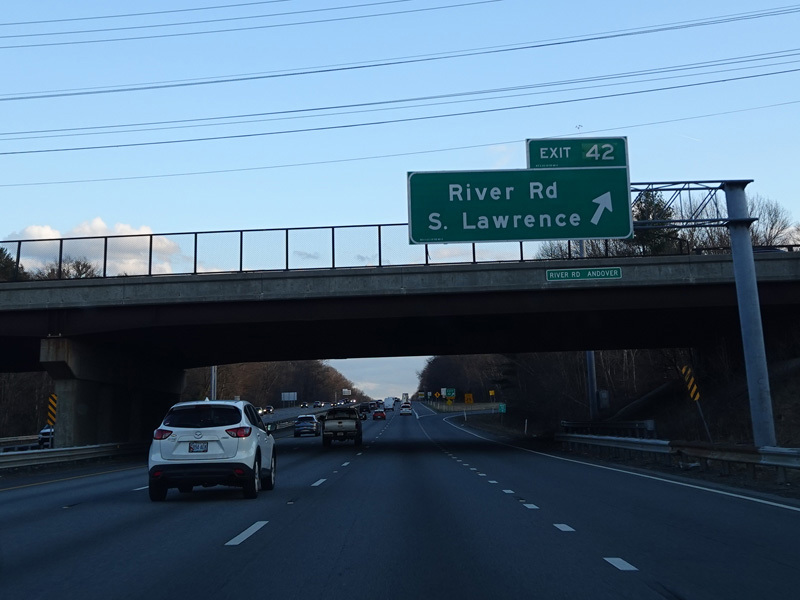 EXIT 42
River Rd
S. Lawrence
RIVER RD ANDOVER